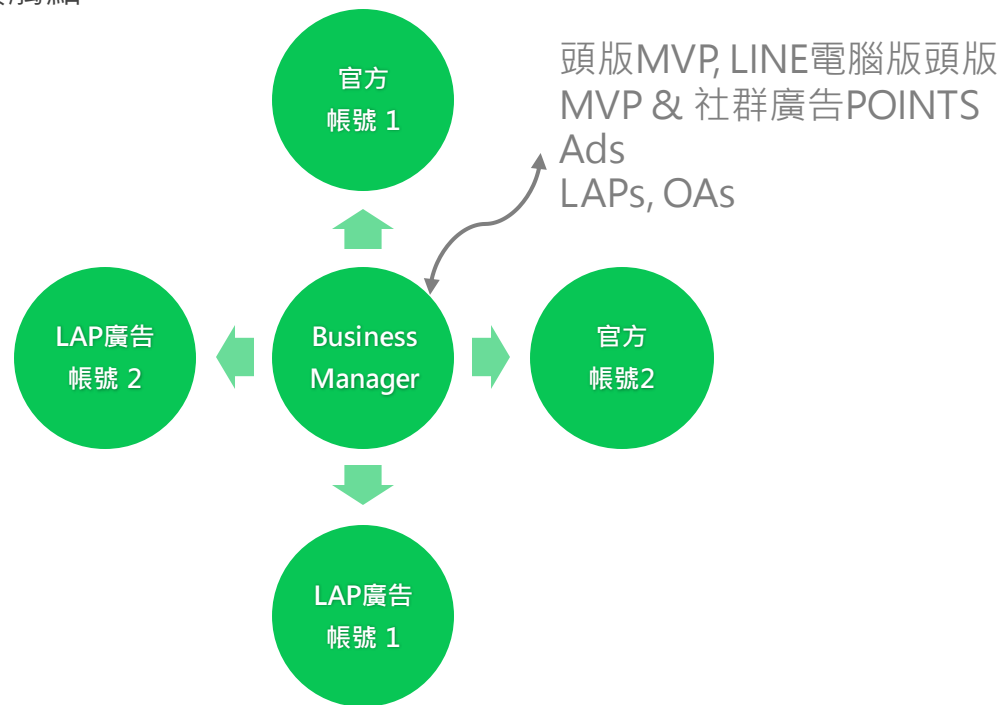 官方
帳號 1
頭版MVP, LINE電腦版頭版
MVP & 社群廣告POINTS
Ads
LAPs, OAs
LAP廣告
帳號 2
Business
Manager
官方
帳號2
LAP廣告
帳號 1